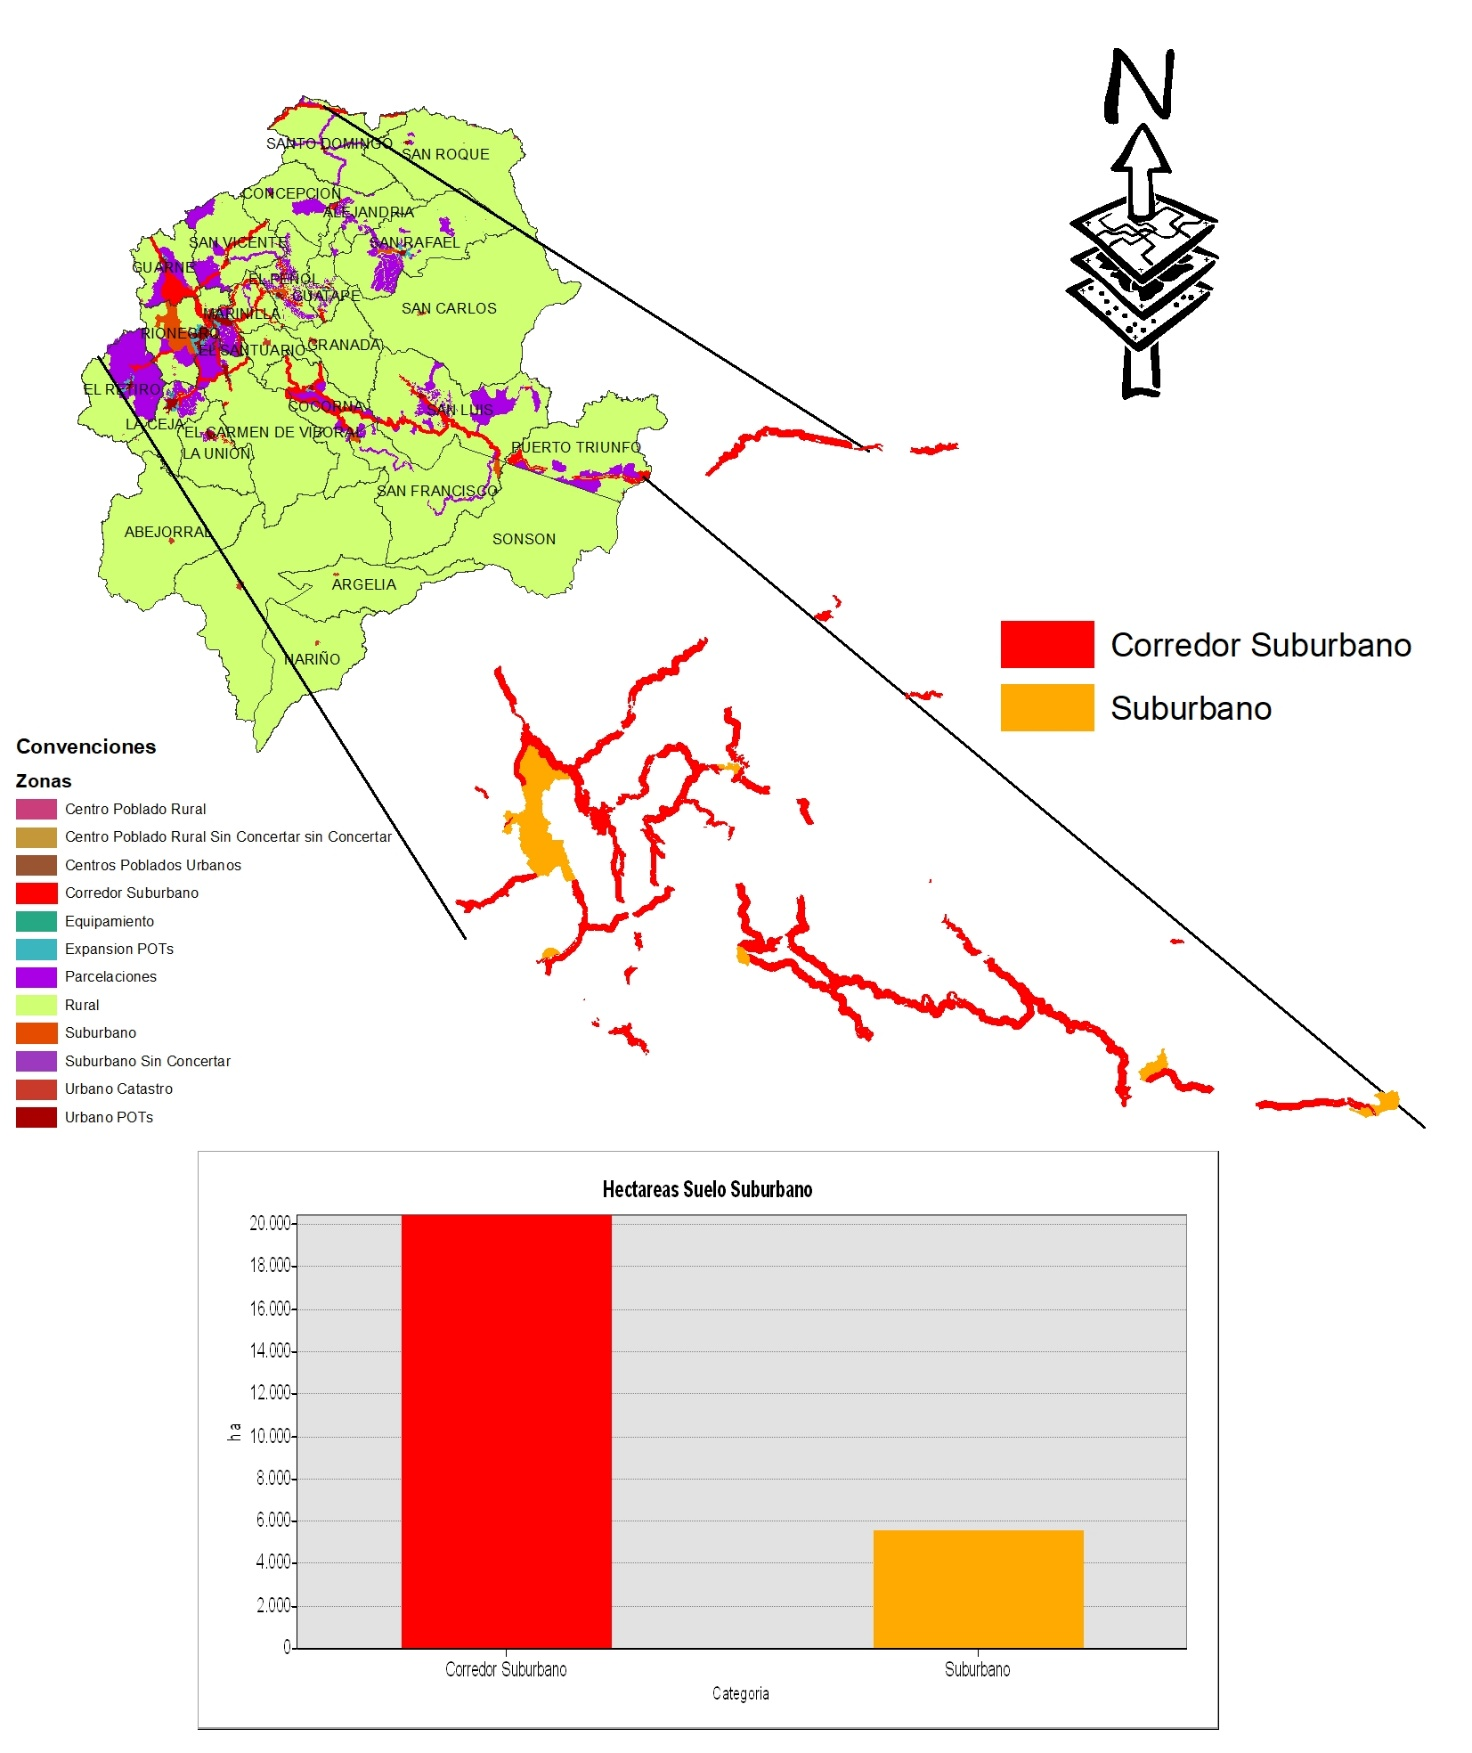 N
SANTO DOMINGO
SAN ROQUE
CONCEPCION
ALEJANDRIA
SAN VICENTE
SAN RAFAEL
GUARNE
EL PEÑOL
GUATAPE
SAN CARLOS
MARINILLA
RIONEGRO
EL SANTUARIO
GRANADA
EL RETIRO
COCORNA
SAN LUIS
LA CEJA
EL CARMEN DE VIBORAL
LA UNION
PUERTO TRIUNFO
SAN FRANCISCO
ABEJORRAL
SONSON
ARGELIA
NARIÑO
Corredor Suburbano
Suburbano
Convenciones
Zonas
Centro Poblado Rural
Centro Poblado Rural Sin Concertar sin Concertar
Centros Poblados Urbanos
Corredor Suburbano
Equipamiento
Expansion POTs
Parcelaciones
Rural
Suburbano
Suburbano Sin Concertar
Urbano Catastro
Urbano POTs
Hectareas Suelo Suburbano
20.000
18.000
16.000
14.000
12.000
10.000
8.000
6.000
4.000
2.000
0
ha
Corredor Suburbano
Suburbano
Categoria